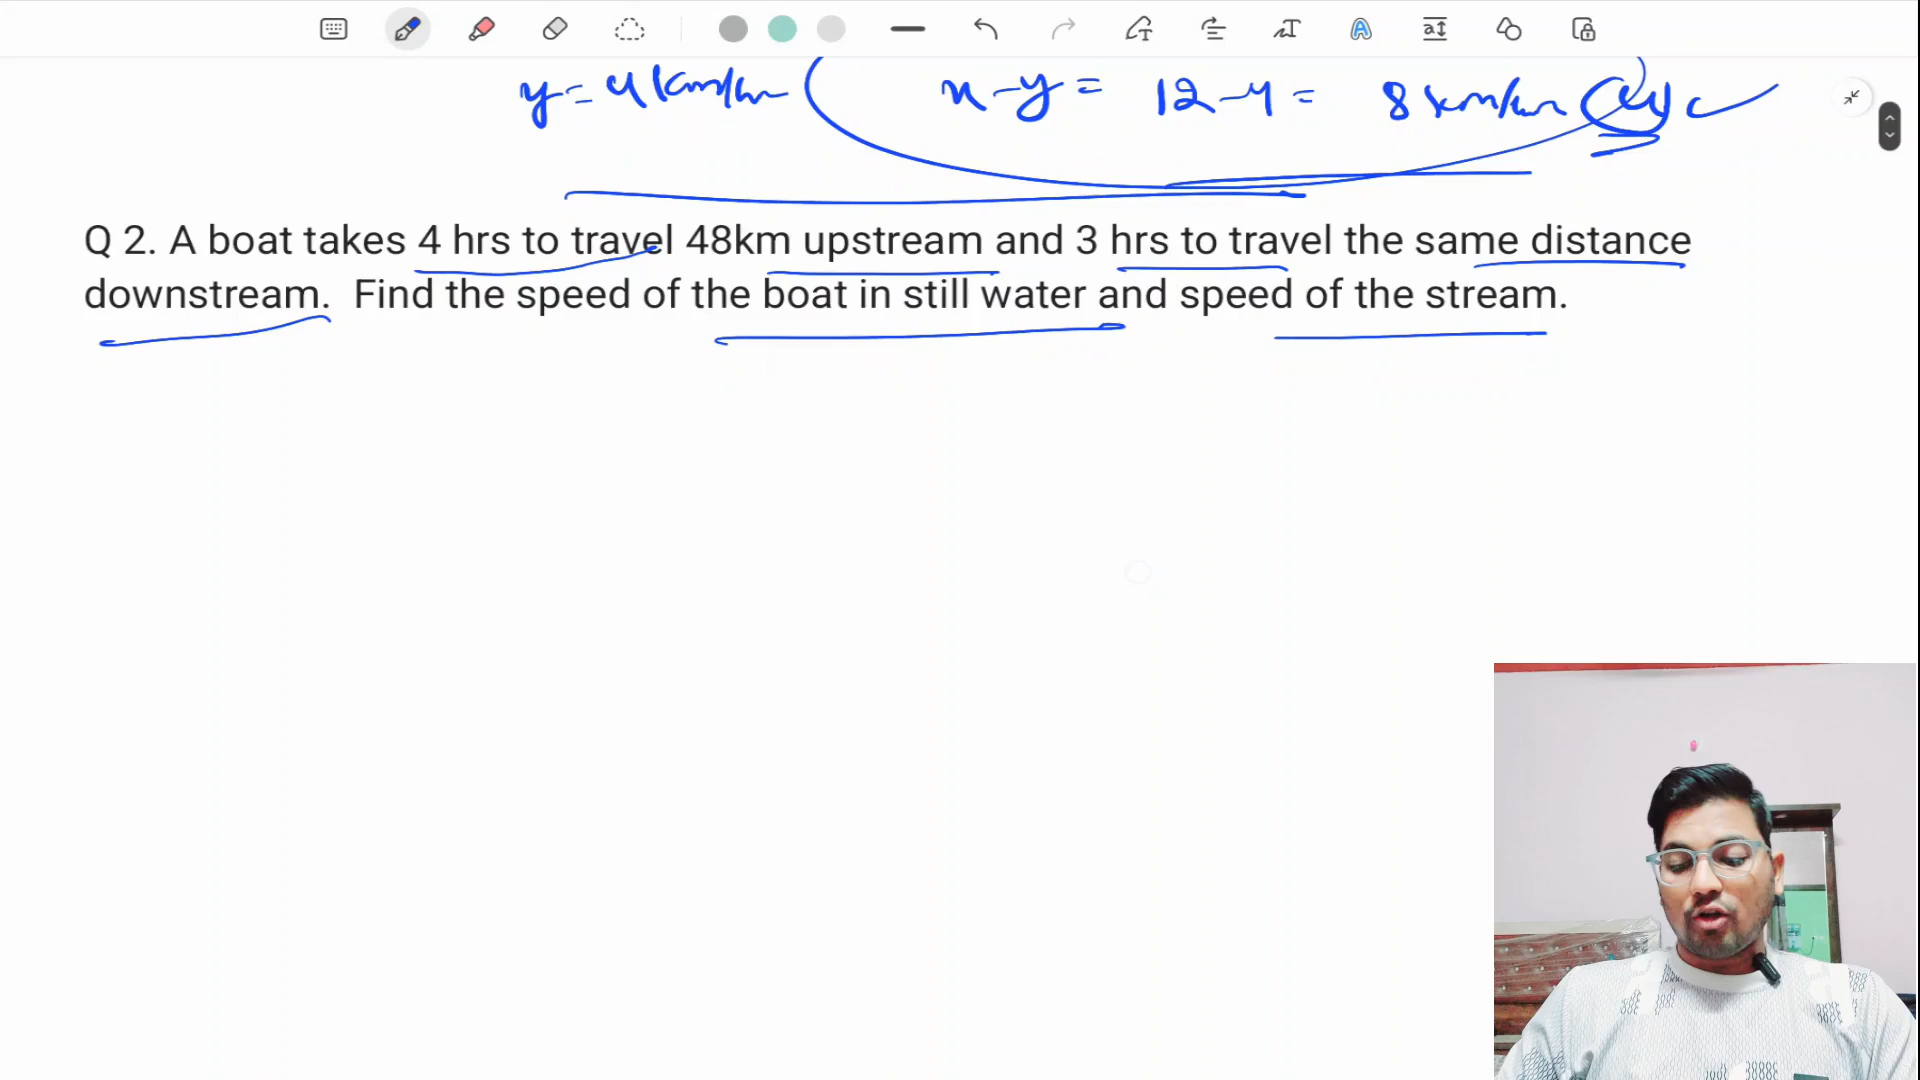 y = 4 km/hr x - y = 12 - 4 = 8 km/hr
Q 2. A boat takes 4 hrs to travel 48km upstream and 3 hrs to travel the same distance
downstream. Find the speed of the boat in still water and speed of the stream.